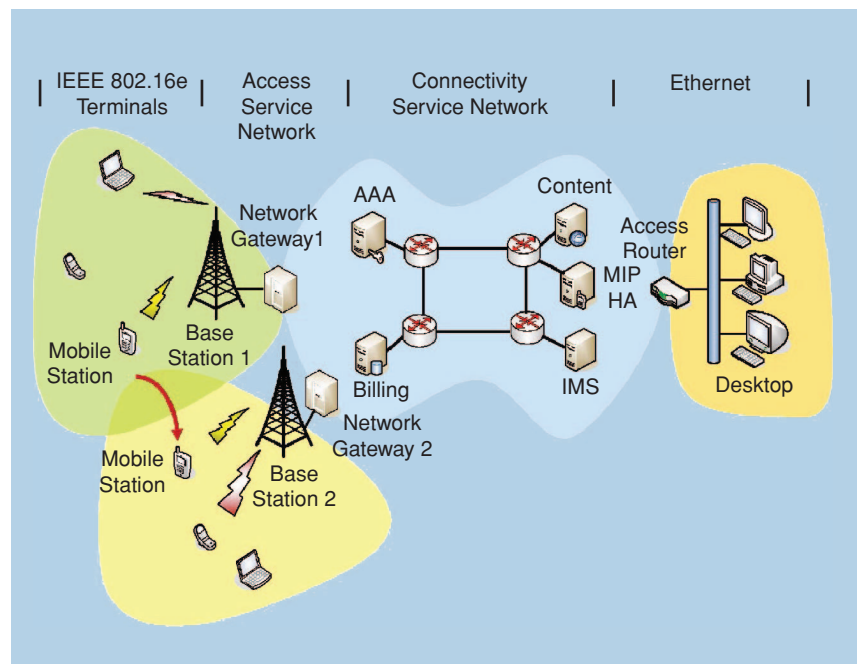 IEEE 802.16e
Terminals
Access
Service
Network
Connectivity
Service Network
Ethernet
AAA
Content
Network
Gateway1
Access
Router
MIP
HA
Base
Station 1
Mobile
Station
Billing
IMS
Desktop
Network
Gateway 2
Mobile
Station
Base
Station 2